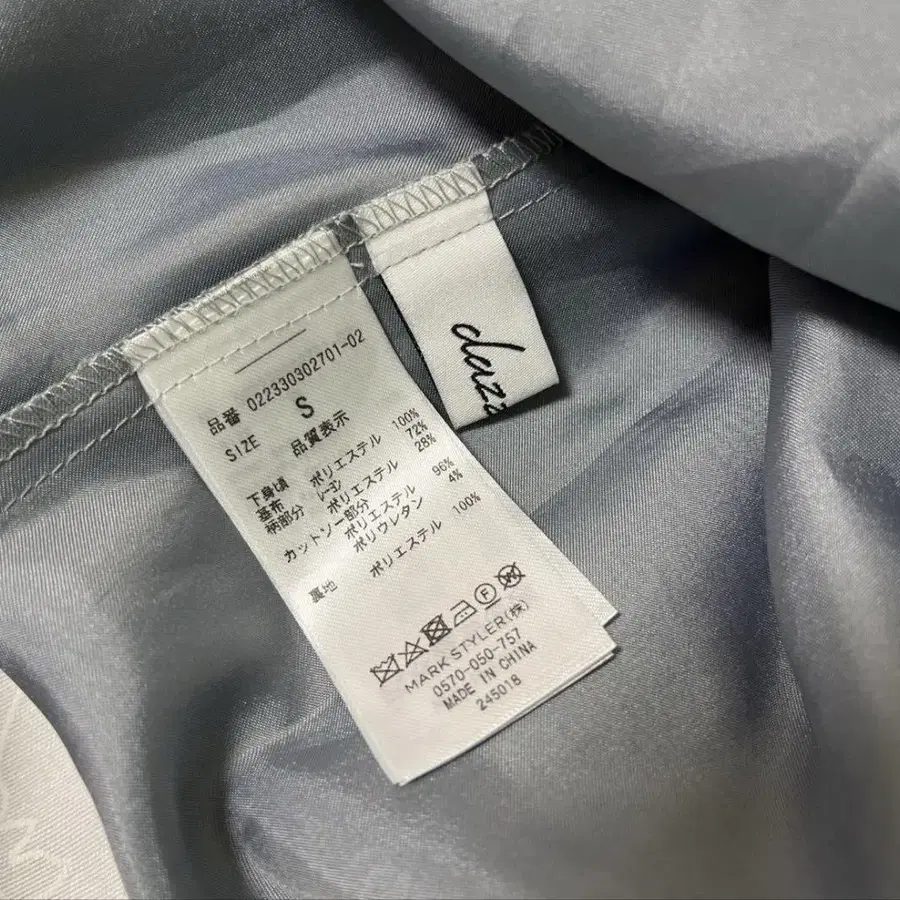 品番 022330302701-02
SIZE S
品質表示
下身頃 ポリエステル 100%
基布 レーヨン 72%
柄部分 ポリエステル 28%
カットソー部分
ポリエステル 96%
ポリウレタン 4%
裏地 ポリエステル 100%
MARK STYLER(株)
0570-050-757
MADE IN CHINA
245018
daz